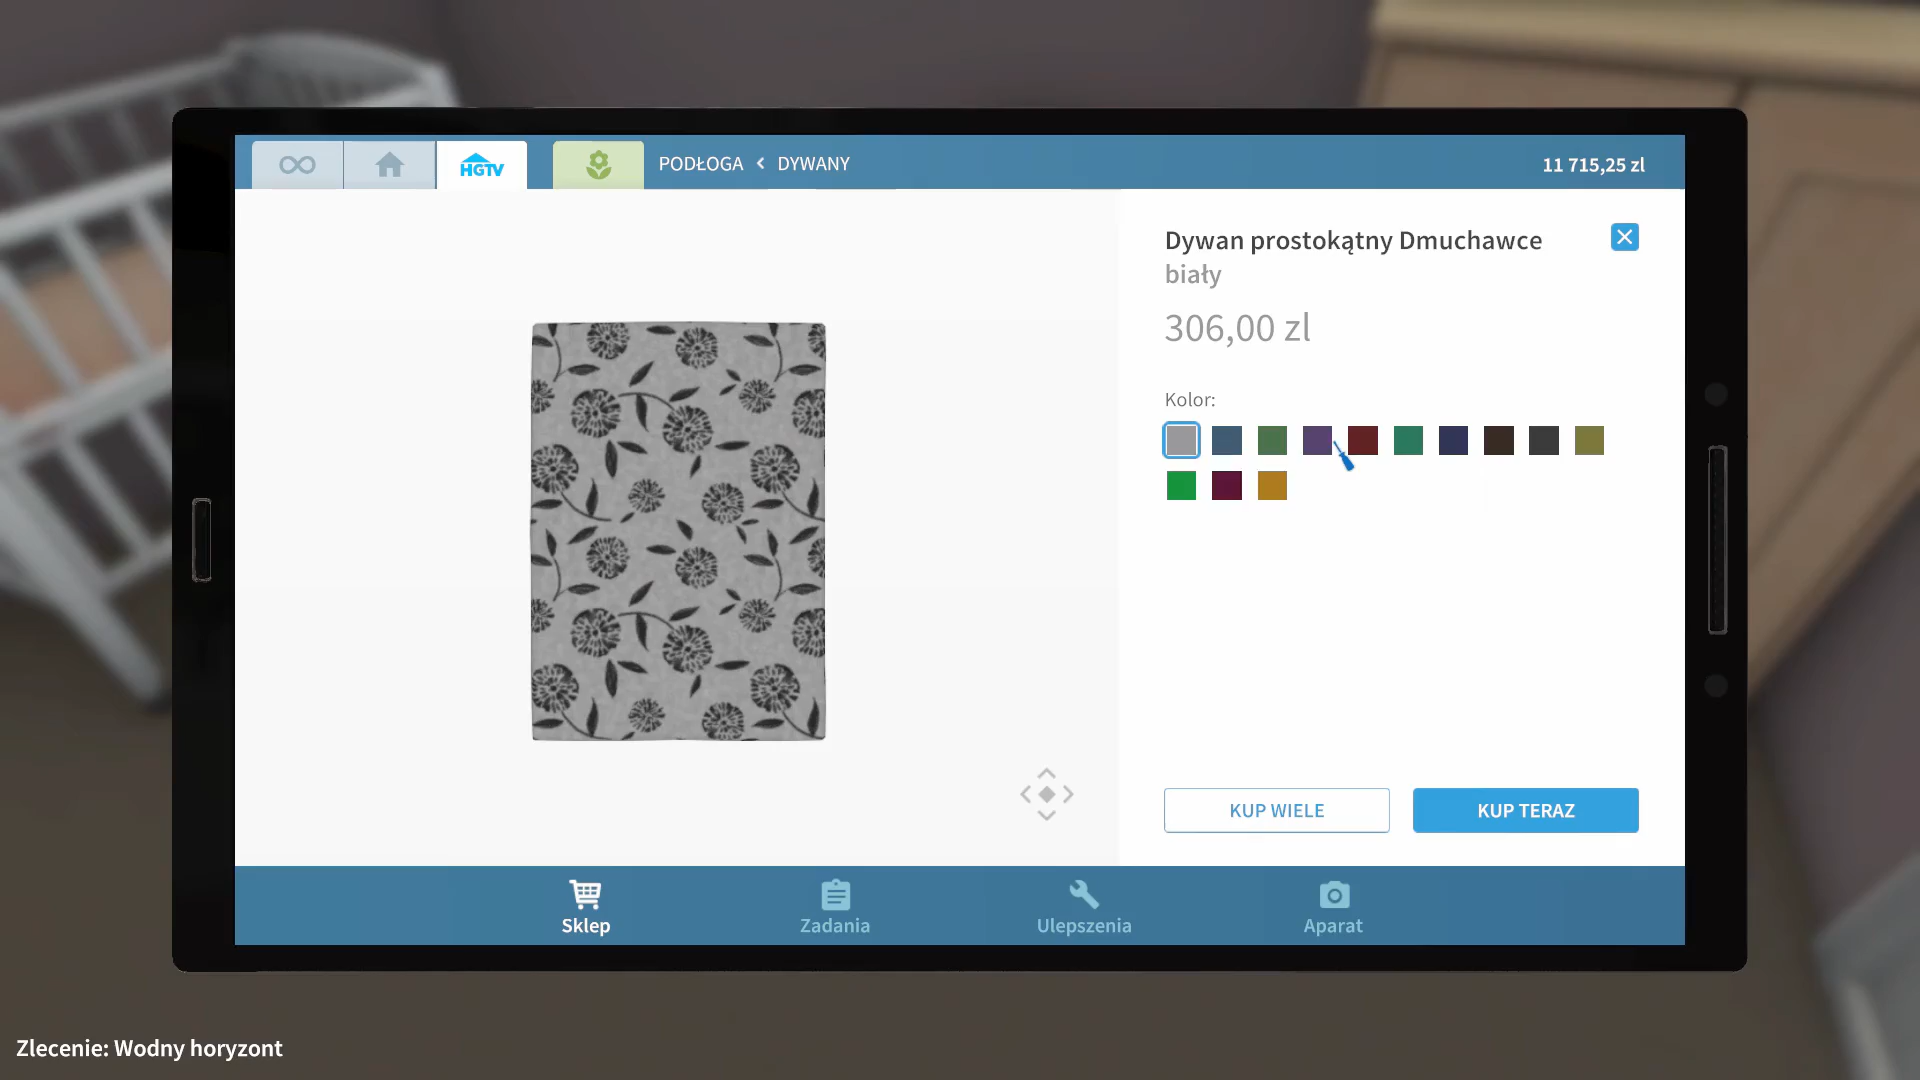 HGTV
PODŁOGA < DYWANY
11 715,25 zl
Dywan prostokątny Dmuchawce
biały
306,00 zl
Kolor:
KUP WIELE
KUP TERAZ
Sklep
Zadania
Ulepszenia
Aparat
Zlecenie: Wodny horyzont